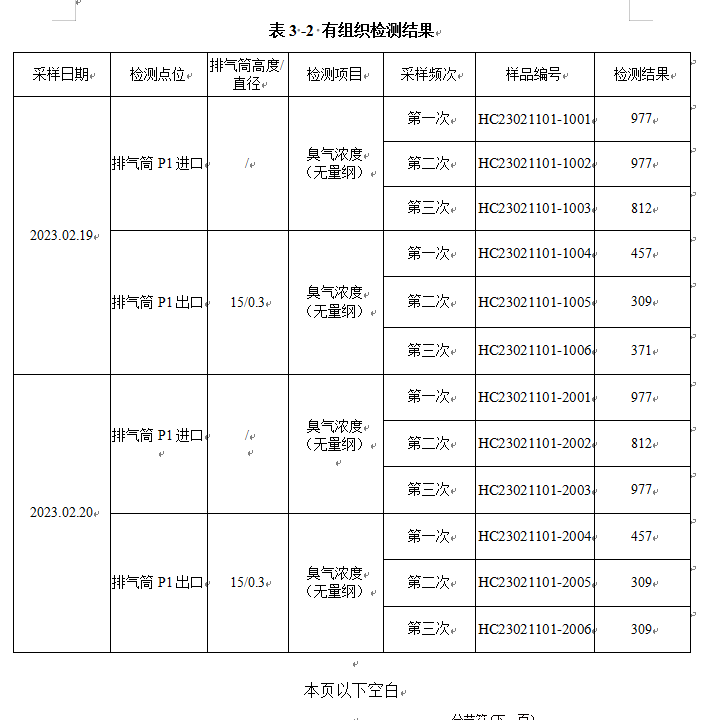 表 3-2 有组织检测结果
采样日期 检测点位 排气筒高度/ 检测项目 采样频次 样品编号 检测结果
直径
2023.02.19
排气筒 P1 进口 / 臭气浓度
（无量纲）
第一次 HC23021101-1001 977
第二次 HC23021101-1002 977
第三次 HC23021101-1003 812
排气筒 P1 出口 15/0.3 臭气浓度
（无量纲）
第一次 HC23021101-1004 457
第二次 HC23021101-1005 309
第三次 HC23021101-1006 371
2023.02.20
排气筒 P1 进口 / 臭气浓度
（无量纲）
第一次 HC23021101-2001 977
第二次 HC23021101-2002 812
第三次 HC23021101-2003 977
排气筒 P1 出口 15/0.3 臭气浓度
（无量纲）
第一次 HC23021101-2004 457
第二次 HC23021101-2005 309
第三次 HC23021101-2006 309
本页以下空白